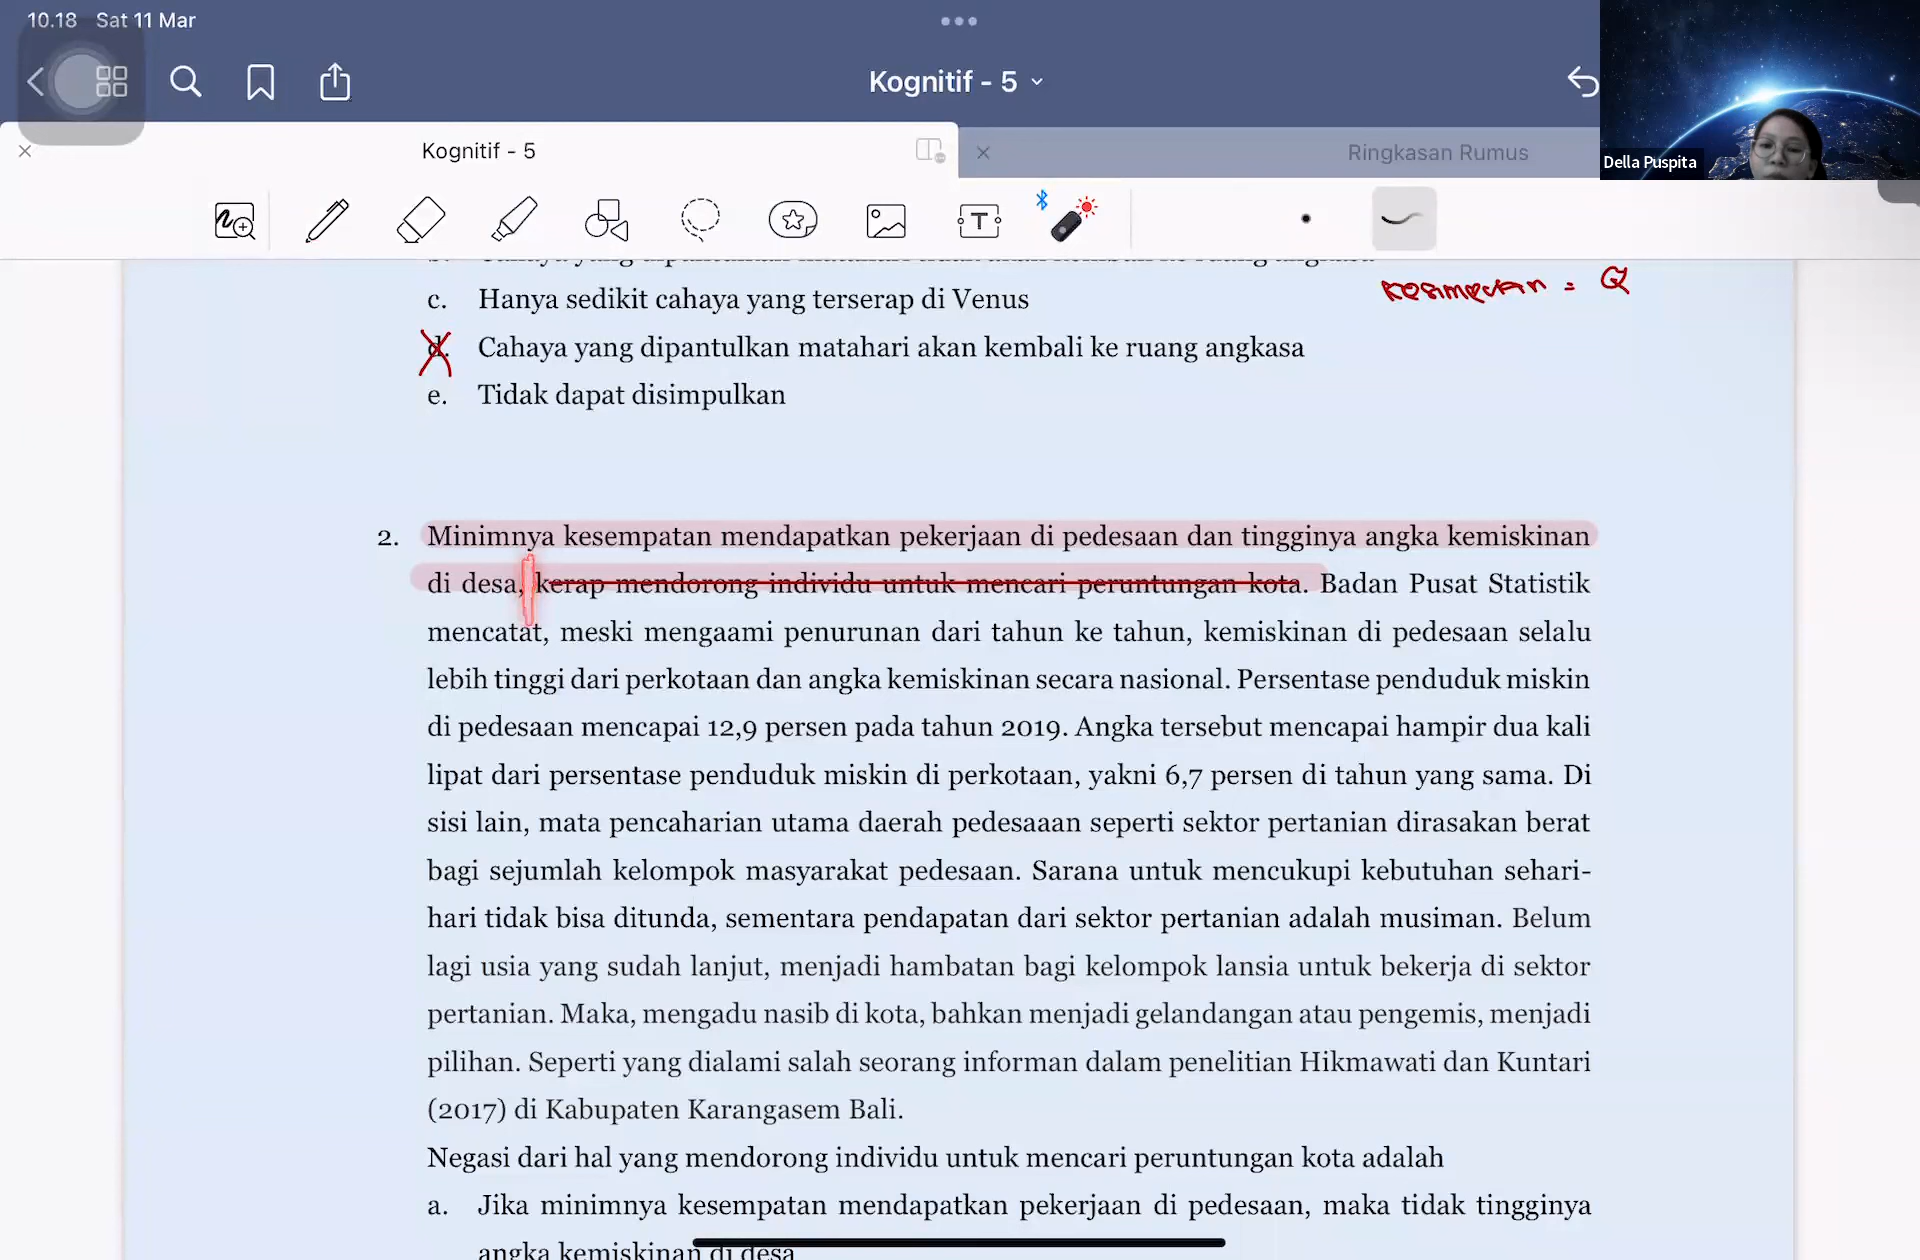 10.18 Sat 11 Mar
Kognitif - 5
Della Puspita
Kognitif - 5
Ringkasan Rumus
T
kesimpulan = Q
c. Hanya sedikit cahaya yang terserap di Venus
d. Cahaya yang dipantulkan matahari akan kembali ke ruang angkasa
e. Tidak dapat disimpulkan
2. Minimnya kesempatan mendapatkan pekerjaan di pedesaan dan tingginya angka kemiskinan
di desa, kerap mendorong individu untuk mencari peruntungan kota. Badan Pusat Statistik
mencatat, meski mengaami penurunan dari tahun ke tahun, kemiskinan di pedesaan selalu
lebih tinggi dari perkotaan dan angka kemiskinan secara nasional. Persentase penduduk miskin
di pedesaan mencapai 12,9 persen pada tahun 2019. Angka tersebut mencapai hampir dua kali
lipat dari persentase penduduk miskin di perkotaan, yakni 6,7 persen di tahun yang sama. Di
sisi lain, mata pencaharian utama daerah pedesaaan seperti sektor pertanian dirasakan berat
bagi sejumlah kelompok masyarakat pedesaan. Sarana untuk mencukupi kebutuhan sehari-
hari tidak bisa ditunda, sementara pendapatan dari sektor pertanian adalah musiman. Belum
lagi usia yang sudah lanjut, menjadi hambatan bagi kelompok lansia untuk bekerja di sektor
pertanian. Maka, mengadu nasib di kota, bahkan menjadi gelandangan atau pengemis, menjadi
pilihan. Seperti yang dialami salah seorang informan dalam penelitian Hikmawati dan Kuntari
(2017) di Kabupaten Karangasem Bali.
Negasi dari hal yang mendorong individu untuk mencari peruntungan kota adalah
a. Jika minimnya kesempatan mendapatkan pekerjaan di pedesaan, maka tidak tingginya
angka kemiskinan di desa